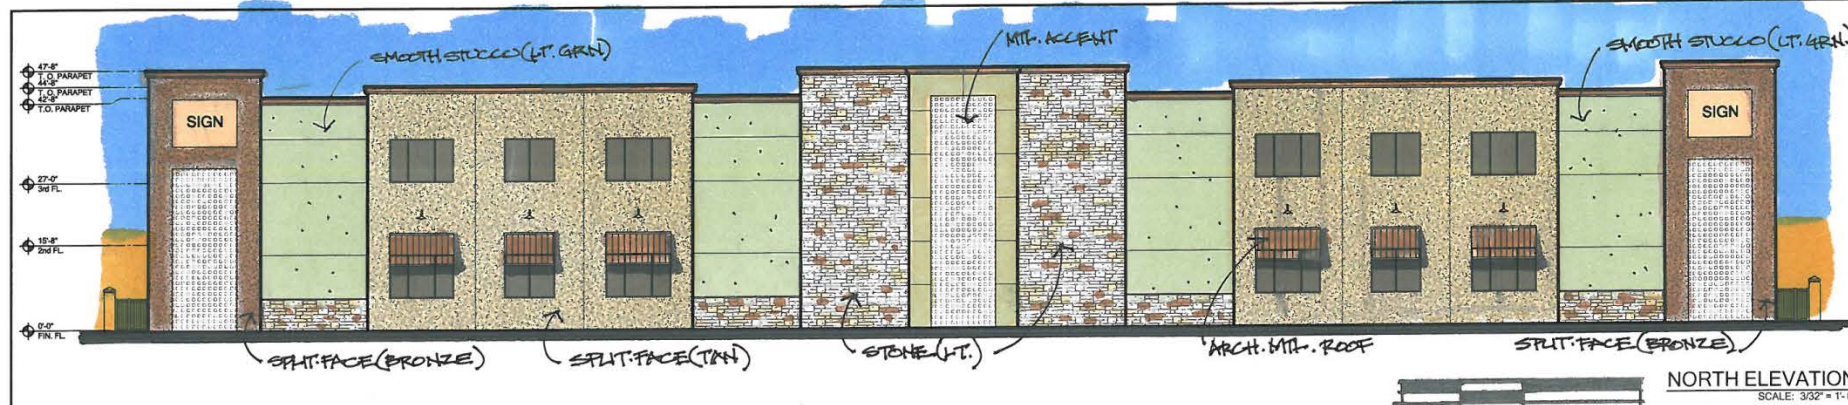 SMOOTH STUCCO (LT. GRN)
MTL. ACCENT
SMOOTH STUCCO (LT. GRN)
47'-8"
T. O. PARAPET
44'-8"
T. O. PARAPET
42'-8"
T.O. PARAPET
SIGN
SIGN
27'-0"
3rd FL.
15'-8"
2nd FL.
0'-0"
FIN. FL.
SPLIT-FACE (BRONZE)
SPLIT-FACE (TAN)
STONE (LT.)
ARCH. MTL. ROOF
SPLIT-FACE (BRONZE)
NORTH ELEVATION
SCALE: 3/32" = 1'-